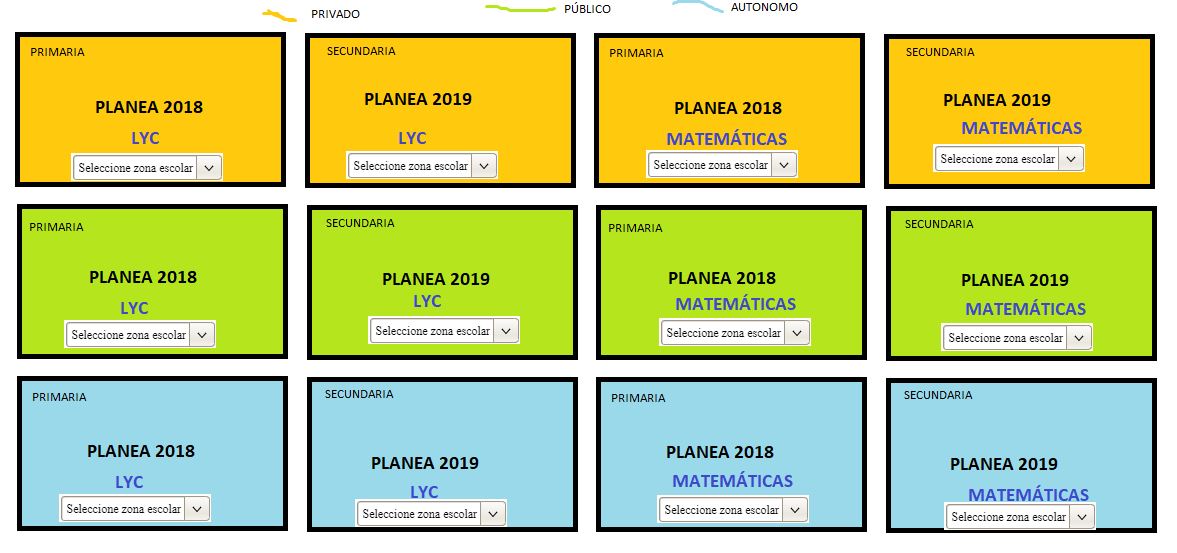 PRIVADO
PÚBLICO
AUTONOMO
PRIMARIA
PLANEA 2018
LYC
Seleccione zona escolar
SECUNDARIA
PLANEA 2019
LYC
Seleccione zona escolar
PRIMARIA
PLANEA 2018
MATEMÁTICAS
Seleccione zona escolar
SECUNDARIA
PLANEA 2019
MATEMÁTICAS
Seleccione zona escolar
PRIMARIA
PLANEA 2018
LYC
Seleccione zona escolar
SECUNDARIA
PLANEA 2019
LYC
Seleccione zona escolar
PRIMARIA
PLANEA 2018
MATEMÁTICAS
Seleccione zona escolar
SECUNDARIA
PLANEA 2019
MATEMÁTICAS
Seleccione zona escolar
PRIMARIA
PLANEA 2018
LYC
Seleccione zona escolar
SECUNDARIA
PLANEA 2019
LYC
Seleccione zona escolar
PRIMARIA
PLANEA 2018
MATEMÁTICAS
Seleccione zona escolar
SECUNDARIA
PLANEA 2019
MATEMÁTICAS
Seleccione zona escolar